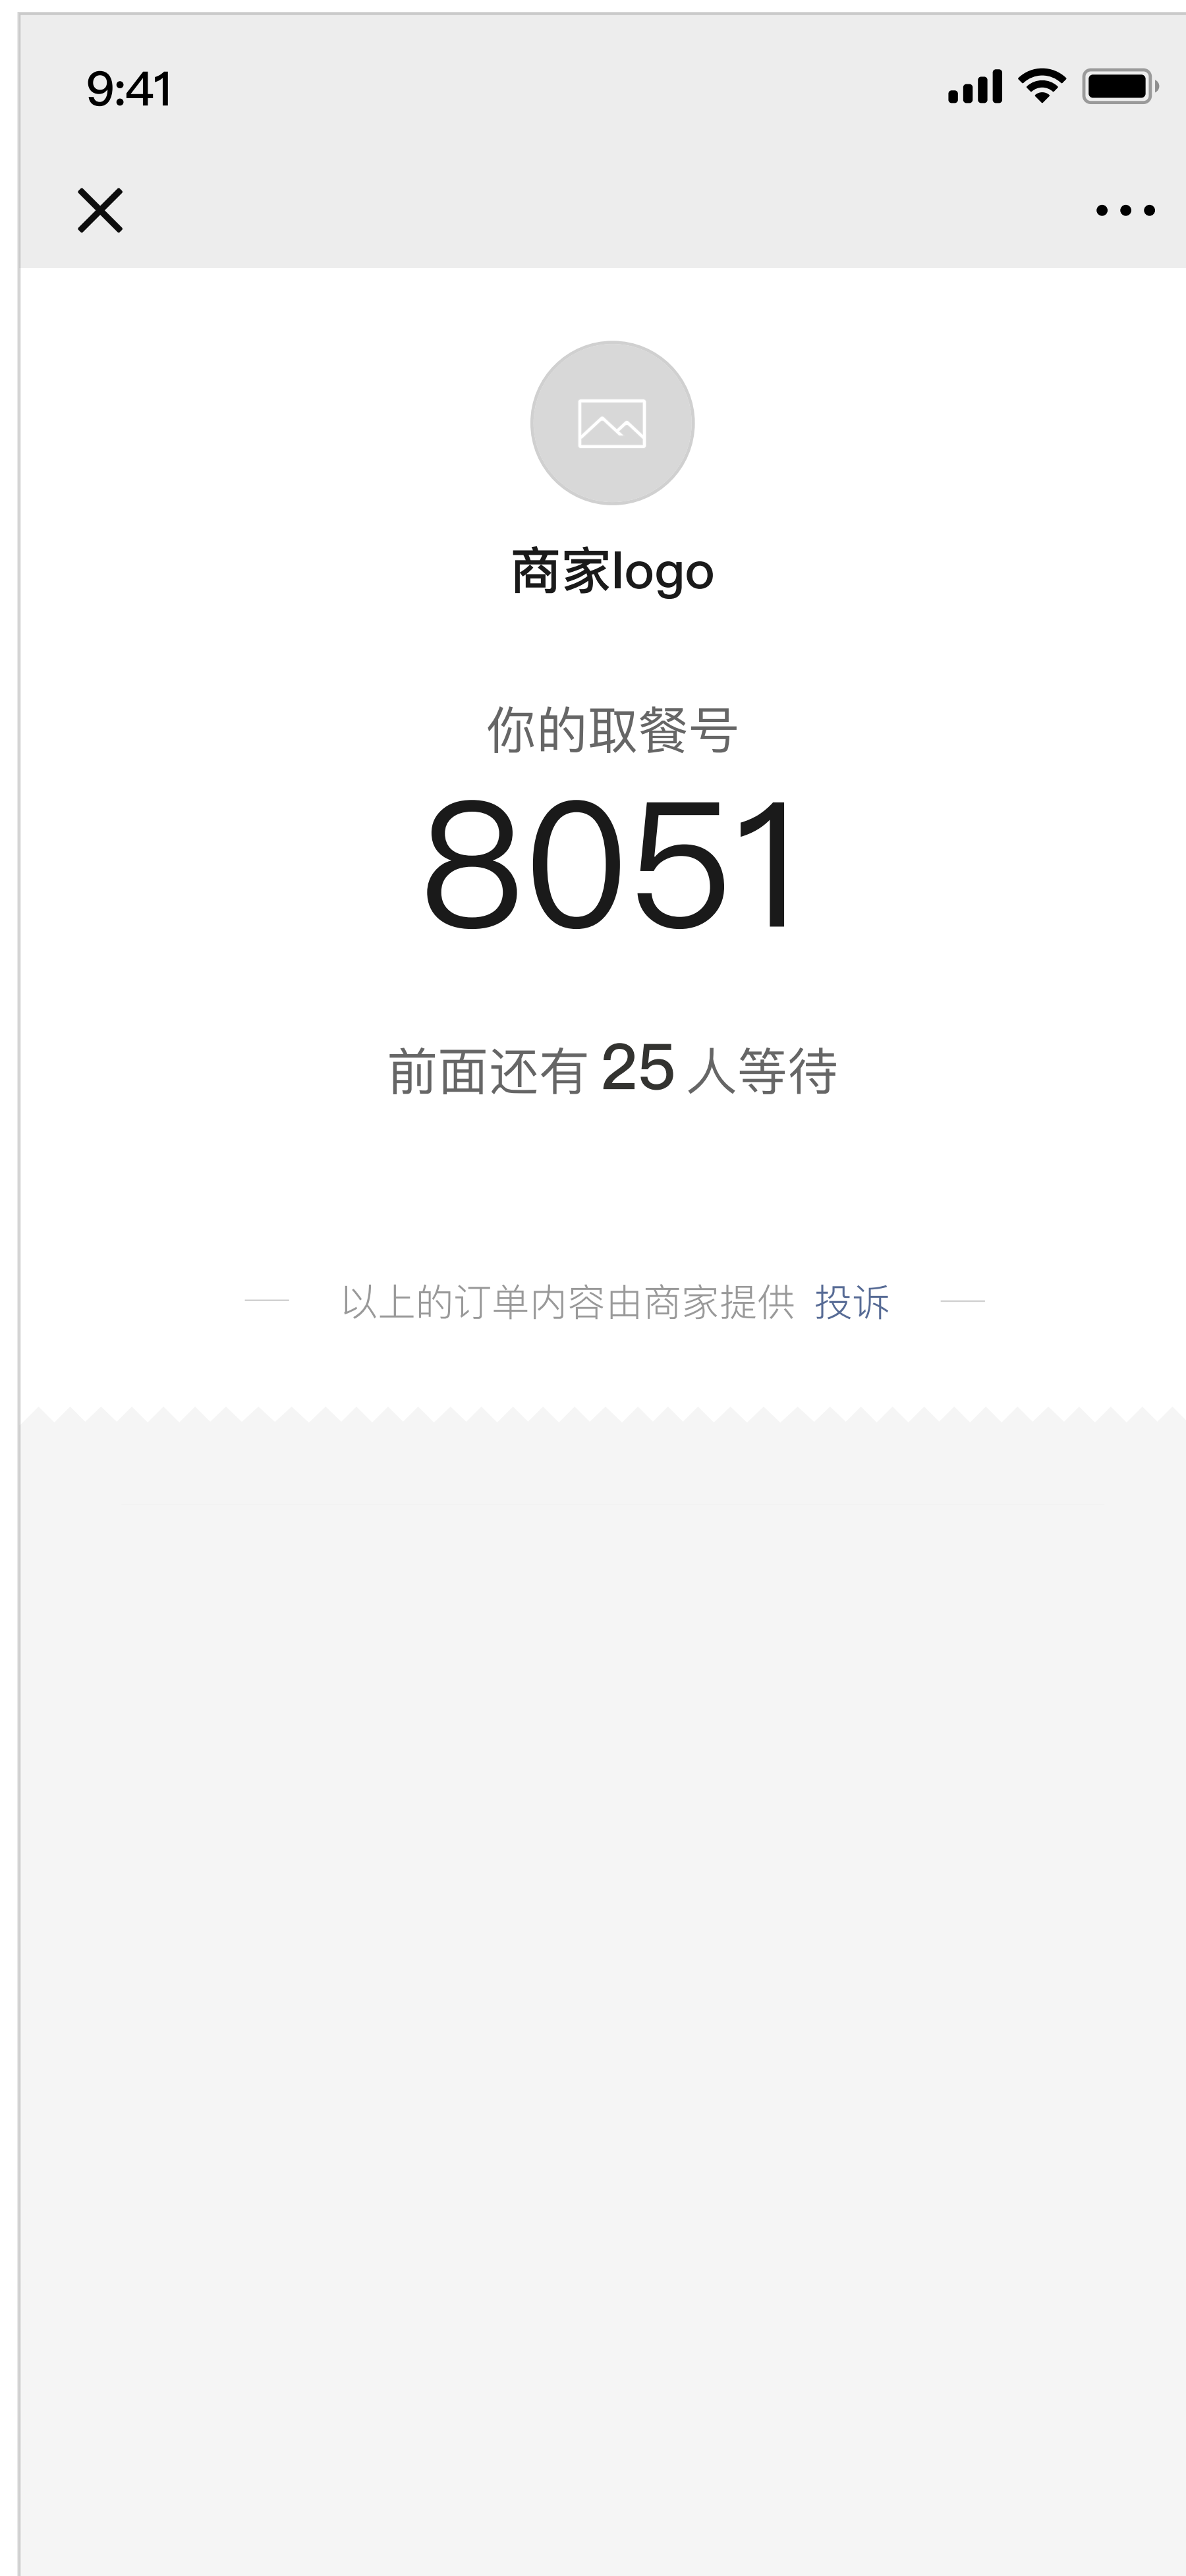 9:41
商家logo
你的取餐号
8051
前面还有 25 人等待
以上的订单内容由商家提供 投诉